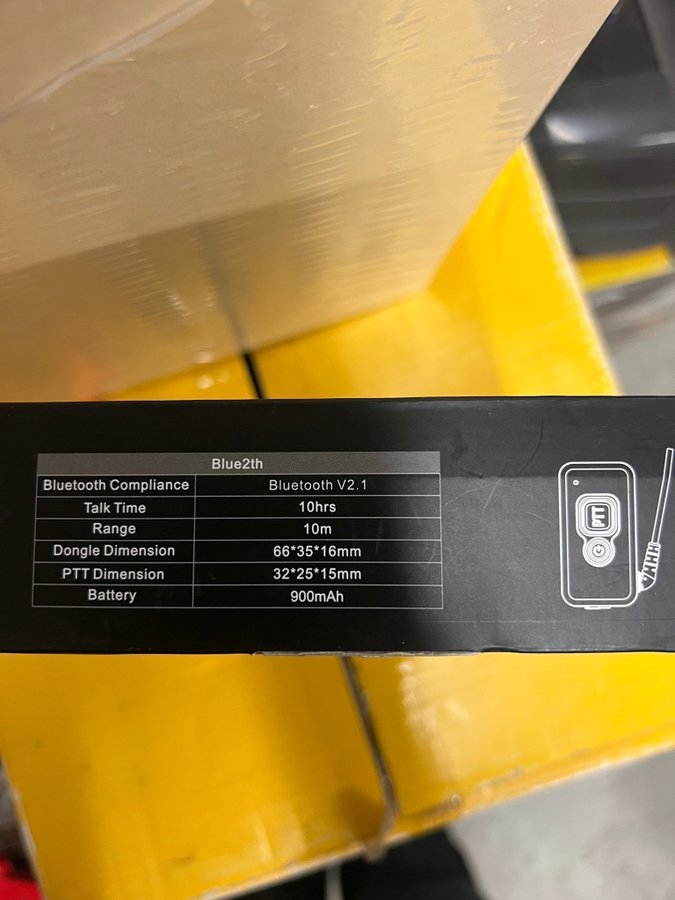 Blue2th
Bluetooth Compliance Bluetooth V2.1
Talk Time 10hrs
Range 10m
Dongle Dimension 66*35*16mm
PTT Dimension 32*25*15mm
Battery 900mAh
PTT